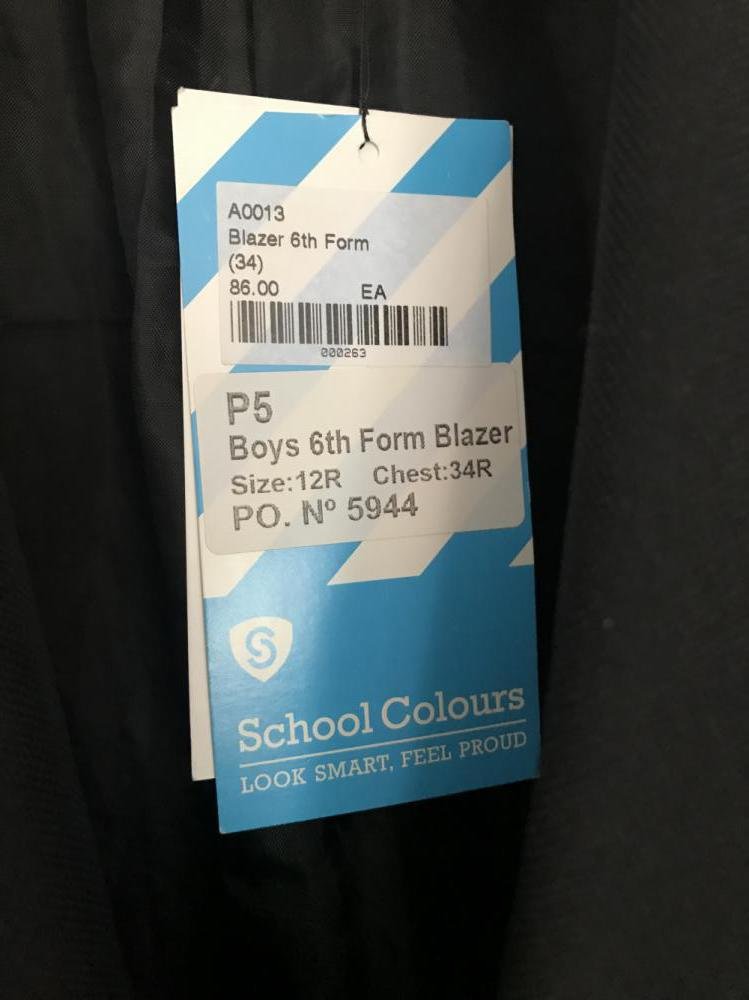 A0013
Blazer 6th Form
(34)
86.00 EA
000263
P5
Boys 6th Form Blazer
Size:12R Chest:34R
PO. Nº 5944
S
School Colours
LOOK SMART, FEEL PROUD